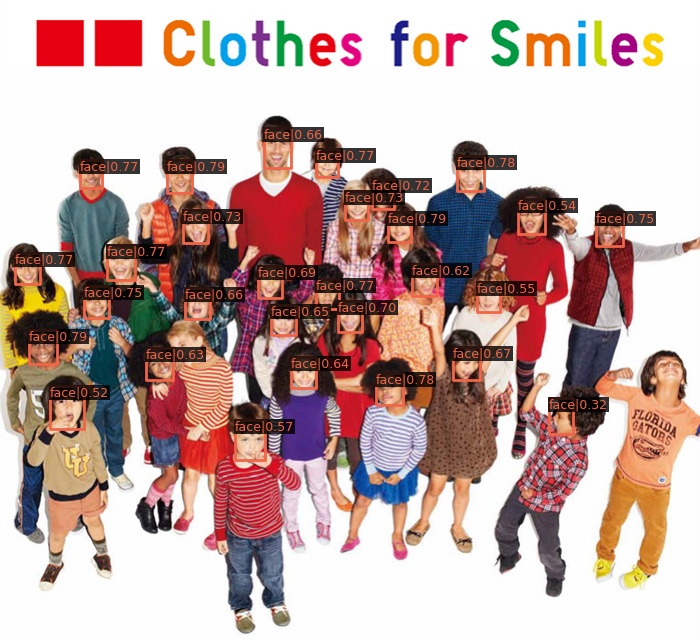 Clothes for Smiles
face|0.66
face|0.77
face|0.78
face|0.77
face|0.79
face|0.72
face|0.73
face|0.54
face|0.73
face|0.79
face|0.75
face|0.77
face|0.77
face|0.69
face|0.62
face|0.77
face|0.55
face|0.75
face|0.66
face|0.65
face|0.70
face|0.79
face|0.63
face|0.67
face|0.64
face|0.78
face|0.52
face|0.32
FLORIDA
GATORS
face|0.57